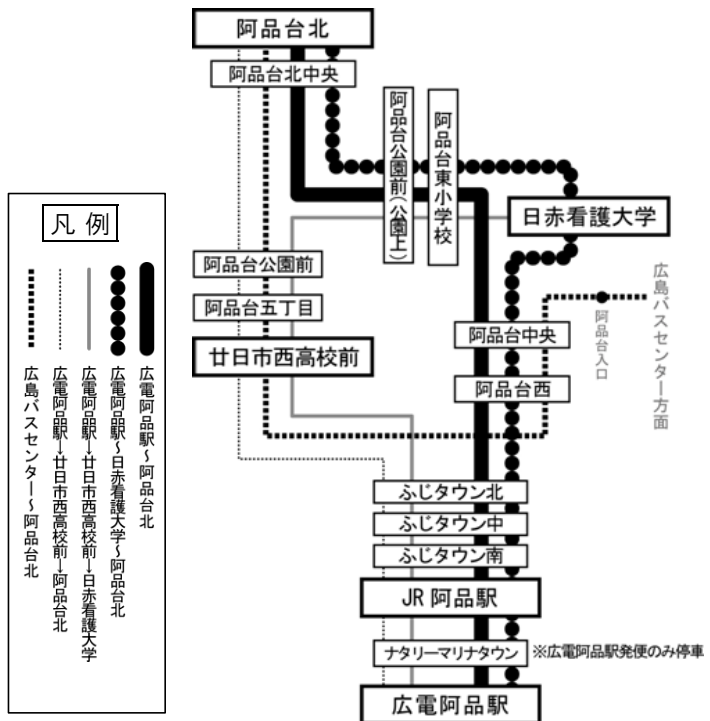 阿品台北
阿品台北中央
阿品台公園前(公園上)
阿品台東小学校
日赤看護大学
凡例
広電阿品駅~阿品台北
広電阿品駅~日赤看護大学~阿品台北
広電阿品駅→廿日市西高校前→日赤看護大学
広電阿品駅→廿日市西高校前→阿品台北
広島バスセンター~阿品台北
阿品台公園前
阿品台五丁目
廿日市西高校前
阿品台中央
阿品台西
阿品台入口
広島バスセンター方面
ふじタウン北
ふじタウン中
ふじタウン南
JR阿品駅
ナタリーマリナタウン
※広電阿品駅発便のみ停車
広電阿品駅